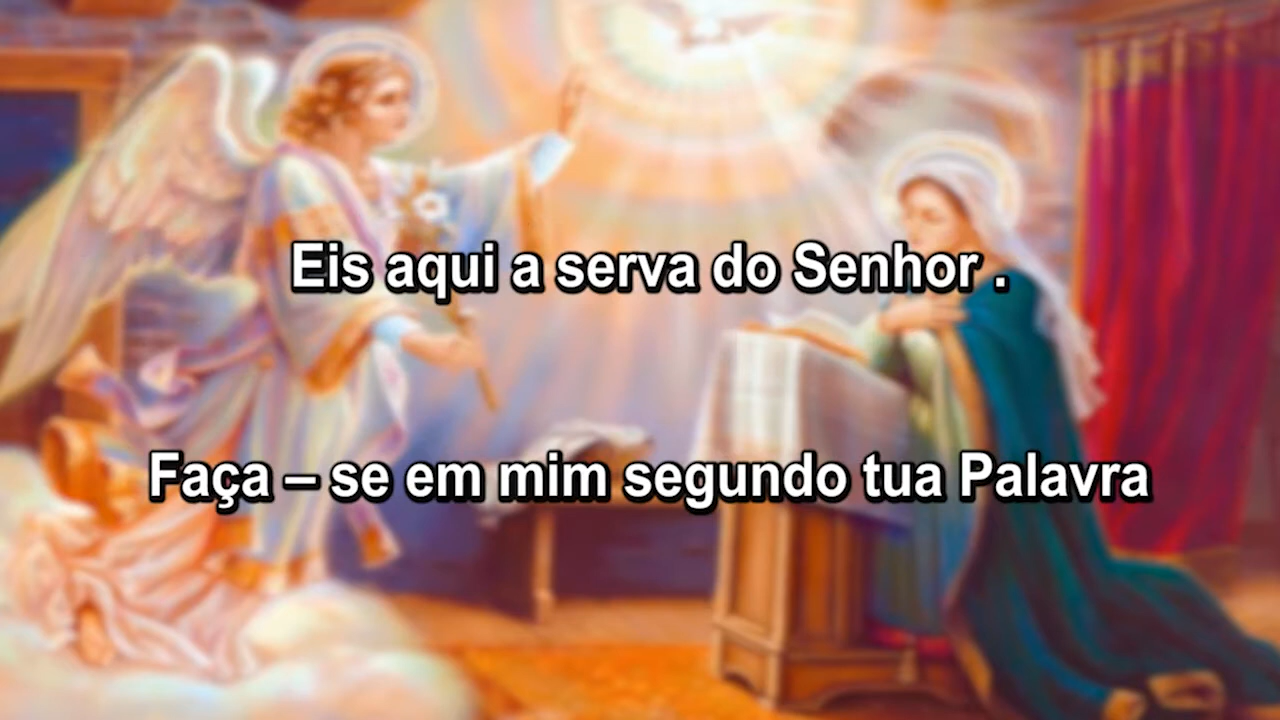 Eis aqui a serva do Senhor .
Faça – se em mim segundo tua Palavra